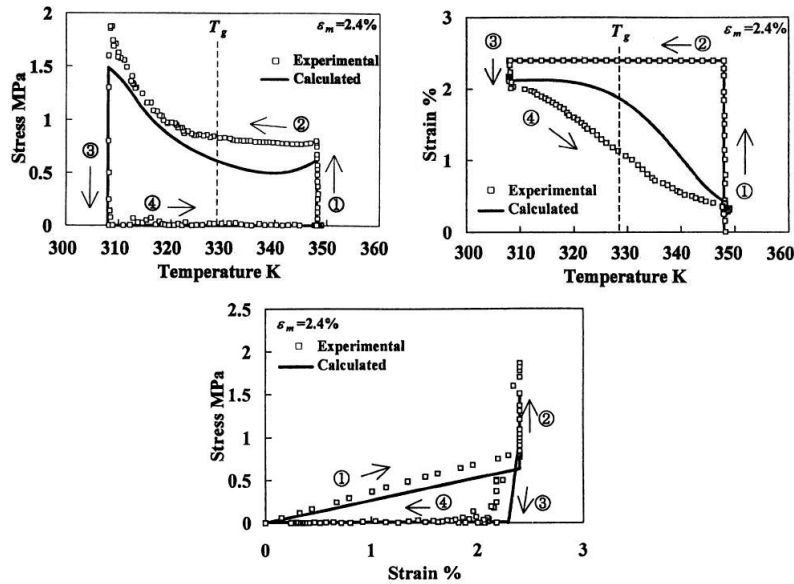 T_g
ε_m=2.4%
□ Experimental
— Calculated
①
②
③
④
Stress MPa
2
1.5
1
0.5
0
300 310 320 330 340 350 360
Temperature K
T_g
ε_m=2.4%
③
②
④
①
□ Experimental
— Calculated
Strain %
3
2
1
0
300 310 320 330 340 350 360
Temperature K
ε_m=2.4%
□ Experimental
— Calculated
①
②
③
④
Stress MPa
2.5
2
1.5
1
0.5
0
0 1 2 3
Strain %